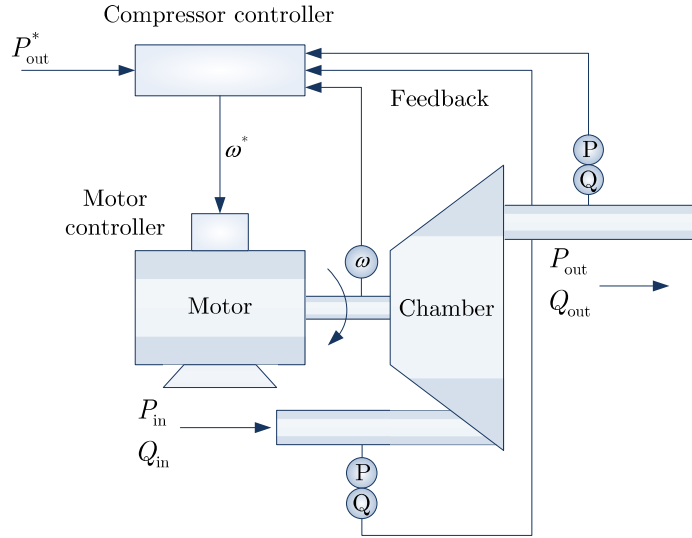 Compressor controller
P*out
Feedback
ω*
P
Q
Motor
controller
ω
Pout
Motor
Chamber
Qout
Pin
Qin
P
Q